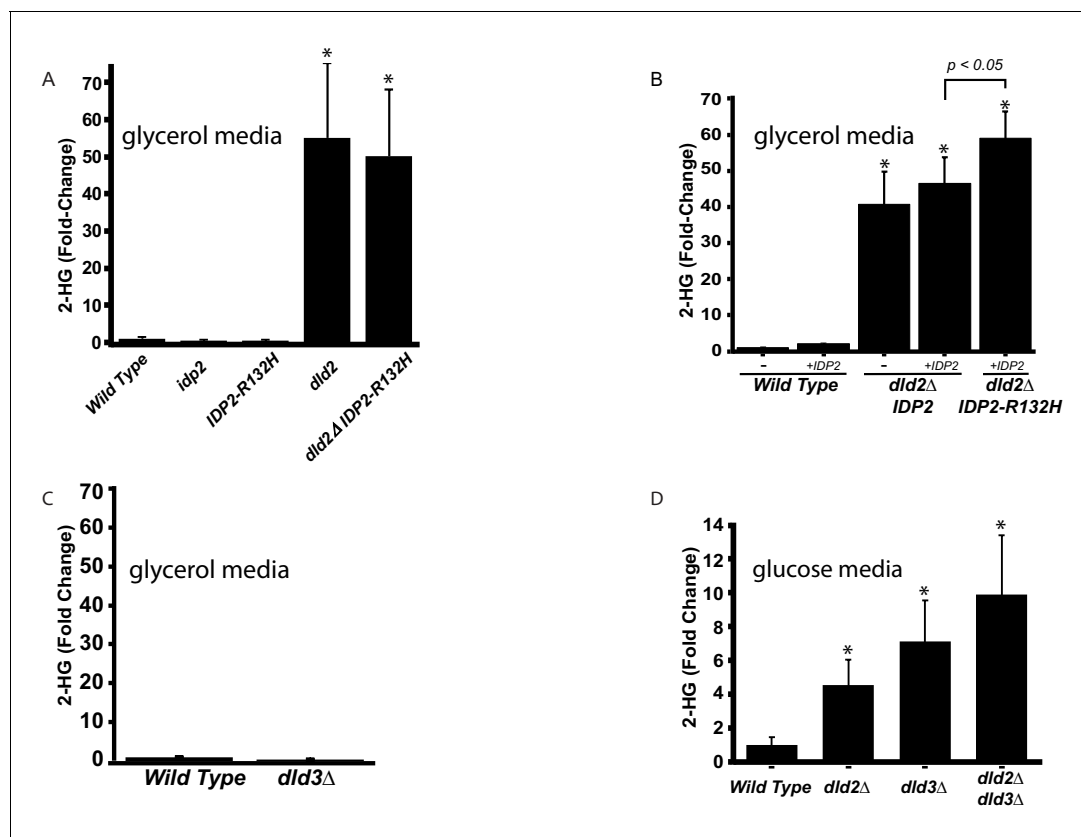 A
2-HG (Fold-Change)
70
60
50
40
30
20
10
0
glycerol media
*
*
Wild Type
idp2
IDP2-R132H
dld2
dld2Δ IDP2-R132H
B
2-HG (Fold-Change)
70
60
50
40
30
20
10
0
glycerol media
p < 0.05
*
*
*
- +IDP2 - +IDP2 +IDP2
Wild Type dld2Δ dld2Δ
IDP2 IDP2-R132H
C
2-HG (Fold Change)
70
60
50
40
30
20
10
0
glycerol media
Wild Type dld3Δ
D
2-HG (Fold Change)
14
12
10
8
6
4
2
0
glucose media
*
*
*
Wild Type dld2Δ dld3Δ dld2Δ
dld3Δ